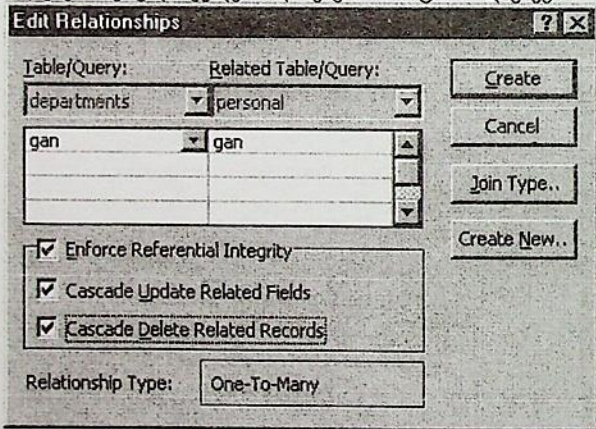 Edit Relationships
Table/Query: Related Table/Query:
departments personal
gan gan
Create
Cancel
Join Type..
Create New..
Enforce Referential Integrity
Cascade Update Related Fields
Cascade Delete Related Records
Relationship Type: One-To-Many